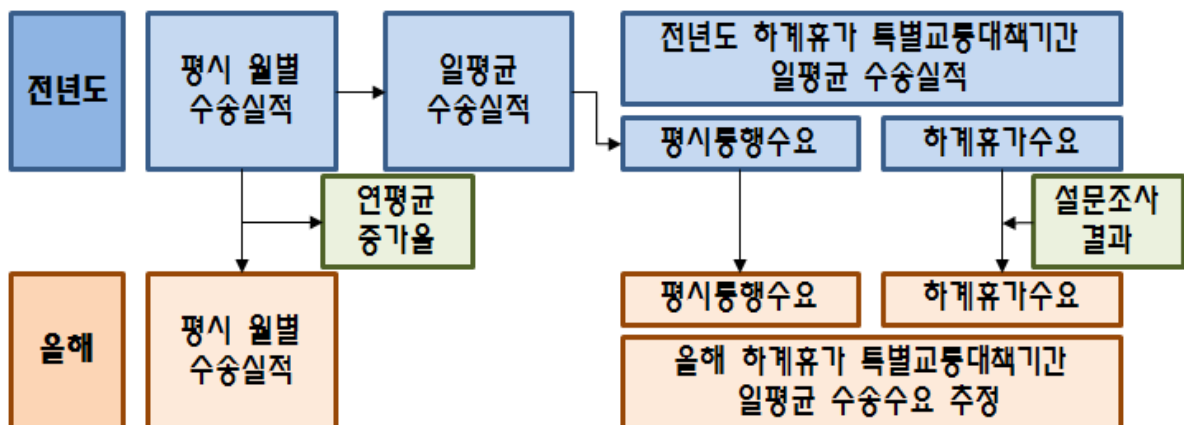 전년도
평시 월별
수송실적
일평균
수송실적
전년도 하계휴가 특별교통대책기간
일평균 수송실적
평시통행수요
하계휴가수요
연평균
증가율
설문조사
결과
올해
평시 월별
수송실적
평시통행수요
하계휴가수요
올해 하계휴가 특별교통대책기간
일평균 수송수요 추정